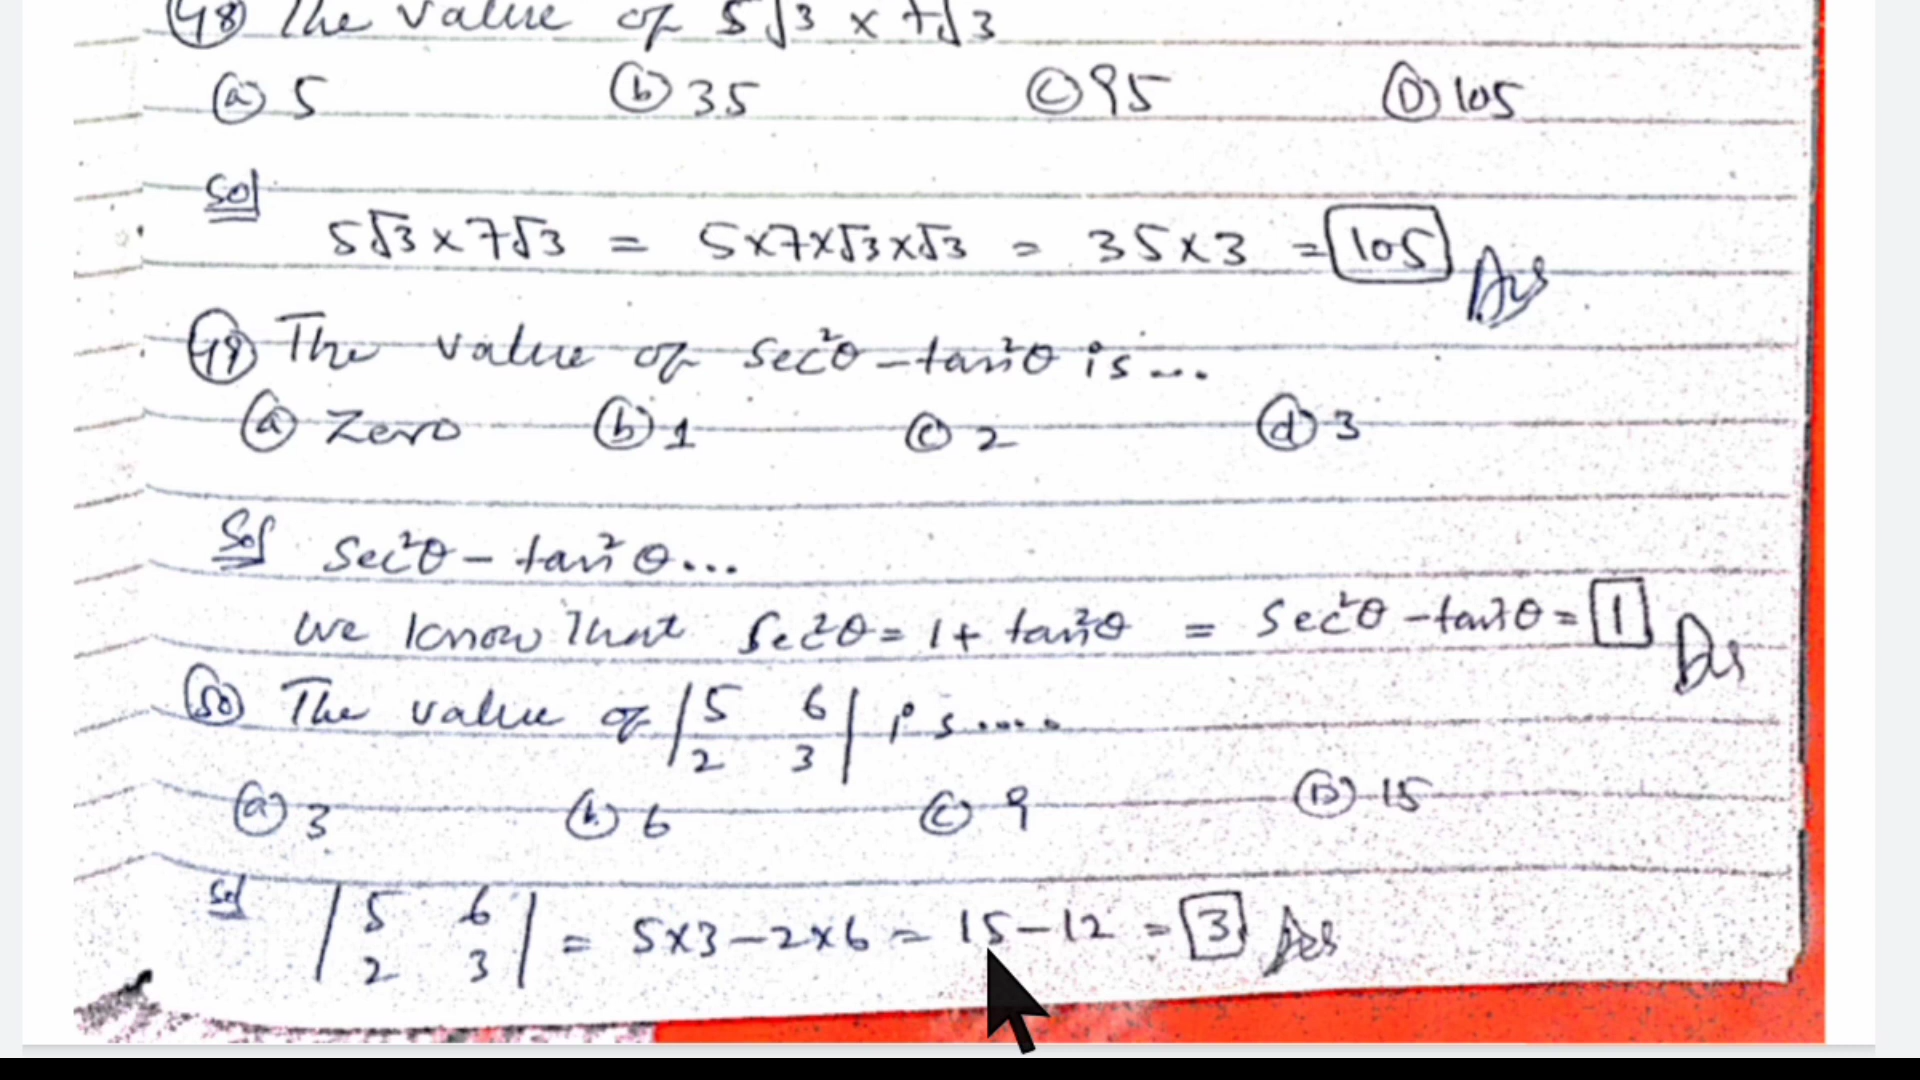 48 The value of 5√3 × 7√3
(a) 5 (b) 35 (c) 95 (D) 105
Sol
5√3 × 7√3 = 5×7×√3×√3 = 35×3 = 105 Ans
49 The value of sec²θ - tan²θ is...
(a) Zero (b) 1 (c) 2 (d) 3
Sol sec²θ - tan²θ...
we know that sec²θ = 1 + tan²θ = sec²θ - tan²θ = 1 Ans
50 The value of |5 6| is....
|2 3|
(a) 3 (b) 6 (c) 9 (D) 15
Sol |5 6| = 5×3-2×6 = 15-12 = 3 Ans
|2 3|